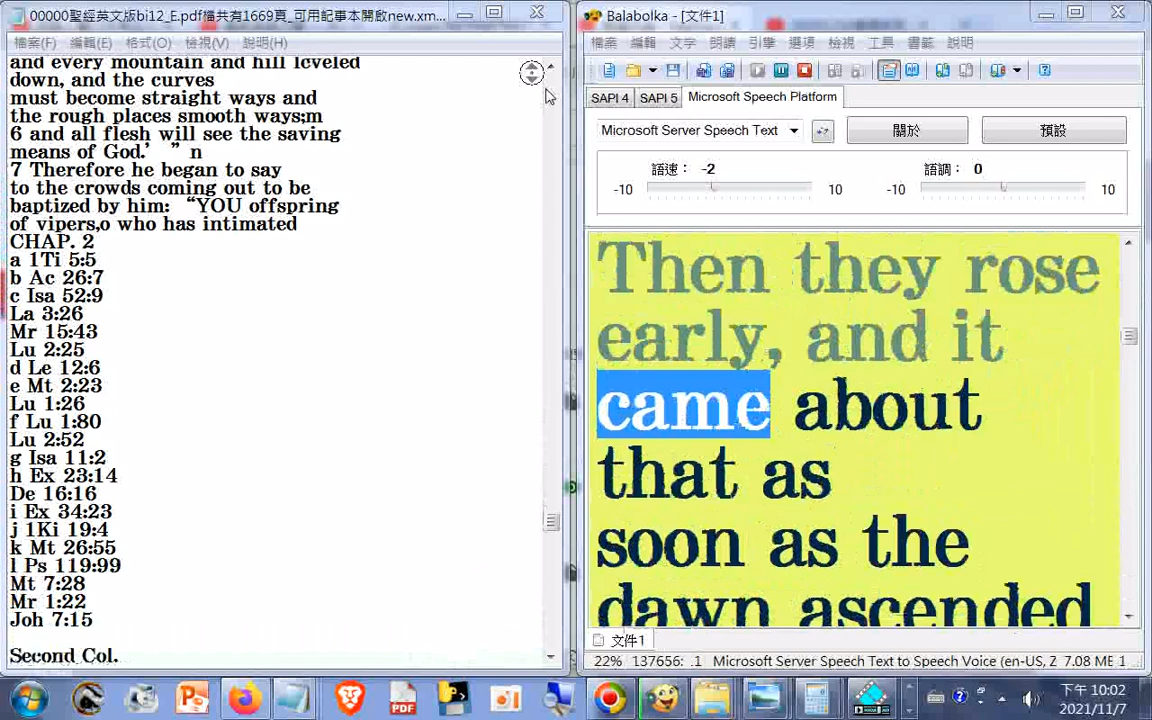 00000聖經英文版bi12_E.pdf檔共有1669頁_可用記事本開啟new.xm...
檔案(F) 編輯(E) 格式(O) 檢視(V) 說明(H)
and every mountain and hill leveled
down, and the curves
must become straight ways and
the rough places smooth ways;m
6 and all flesh will see the saving
means of God.’ ” n
7 Therefore he began to say
to the crowds coming out to be
baptized by him: “YOU offspring
of vipers,o who has intimated
CHAP. 2
a 1Ti 5:5
b Ac 26:7
c Isa 52:9
La 3:26
Mr 15:43
Lu 2:25
d Le 12:6
e Mt 2:23
Lu 1:26
f Lu 1:80
Lu 2:52
g Isa 11:2
h Ex 23:14
De 16:16
i Ex 34:23
j 1Ki 19:4
k Mt 26:55
l Ps 119:99
Mt 7:28
Mr 1:22
Joh 7:15
Second Col.
Balabolka - [文件1]
檔案 編輯 文字 朗讀 引擎 選項 檢視 工具 書籤 說明
SAPI 4 SAPI 5 Microsoft Speech Platform
Microsoft Server Speech Text 關於 預設
語速： -2 語調： 0
-10 10 -10 10
Then they rose
early, and it
came about
that as
soon as the
dawn ascended
文件1
22% 137656: .1 Microsoft Server Speech Text to Speech Voice (en-US, Z 7.08 ME 1
PDF
下午 10:02
2021/11/7